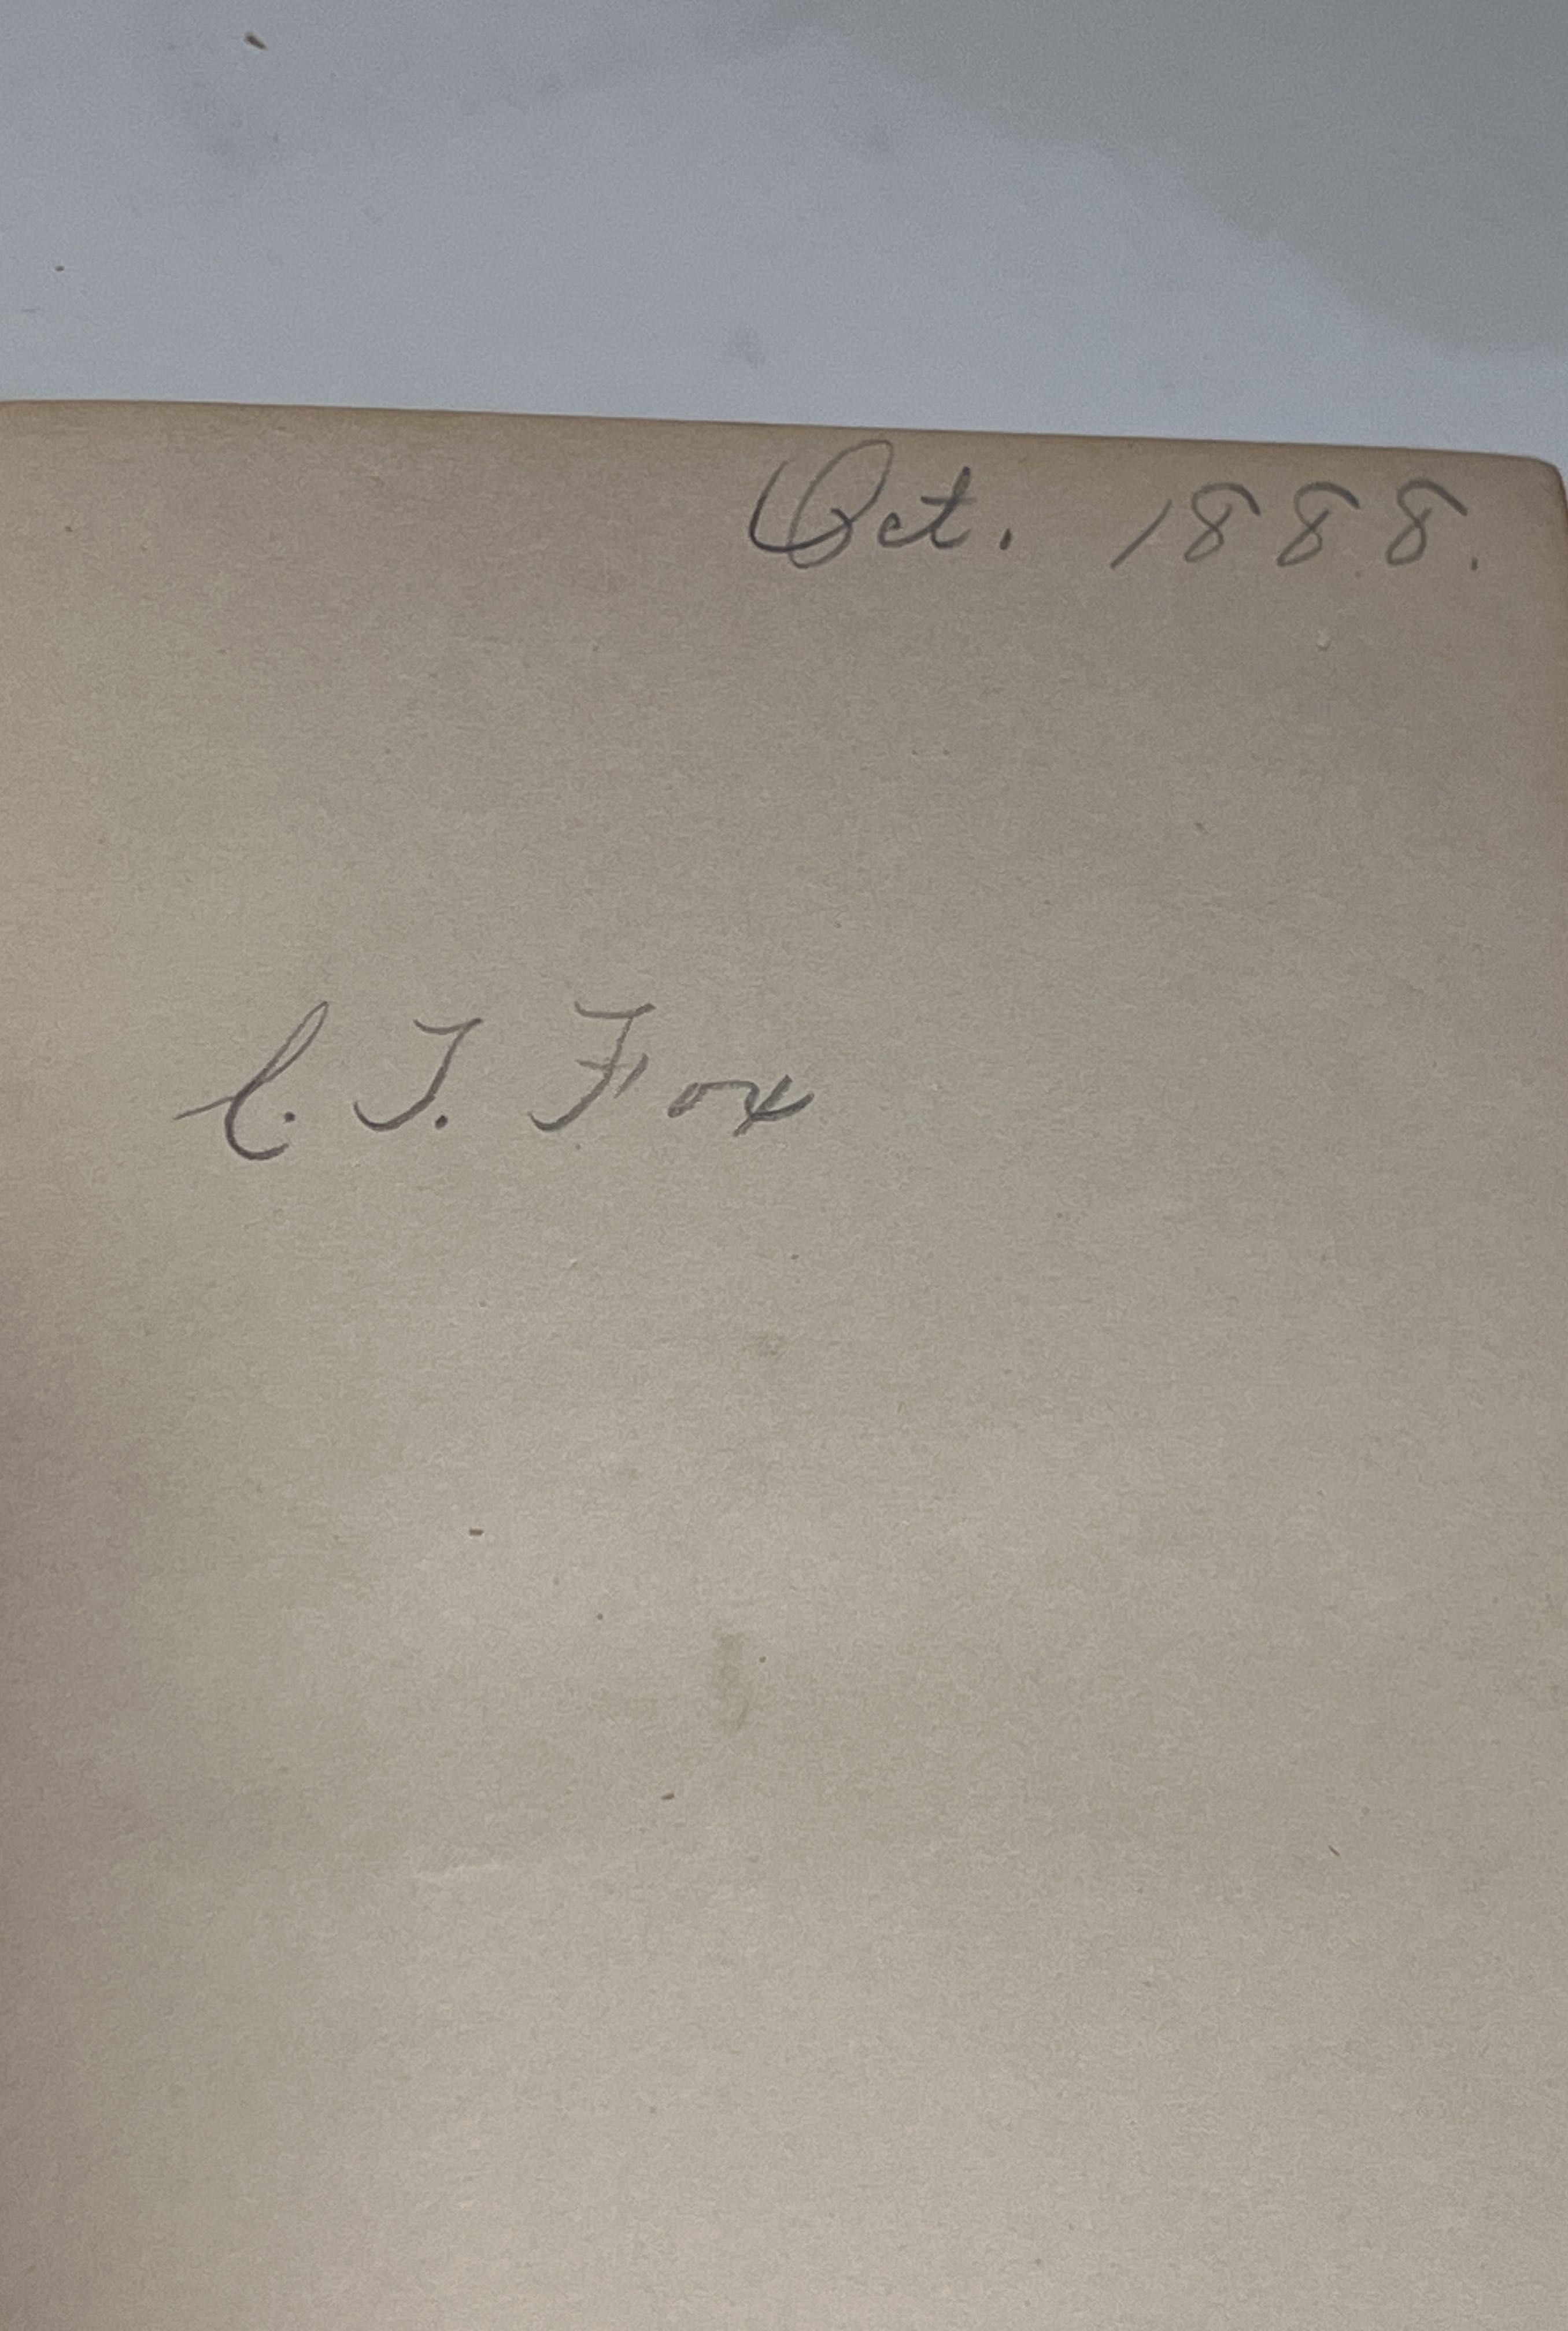 Oct. 1888.
C. T. Fox